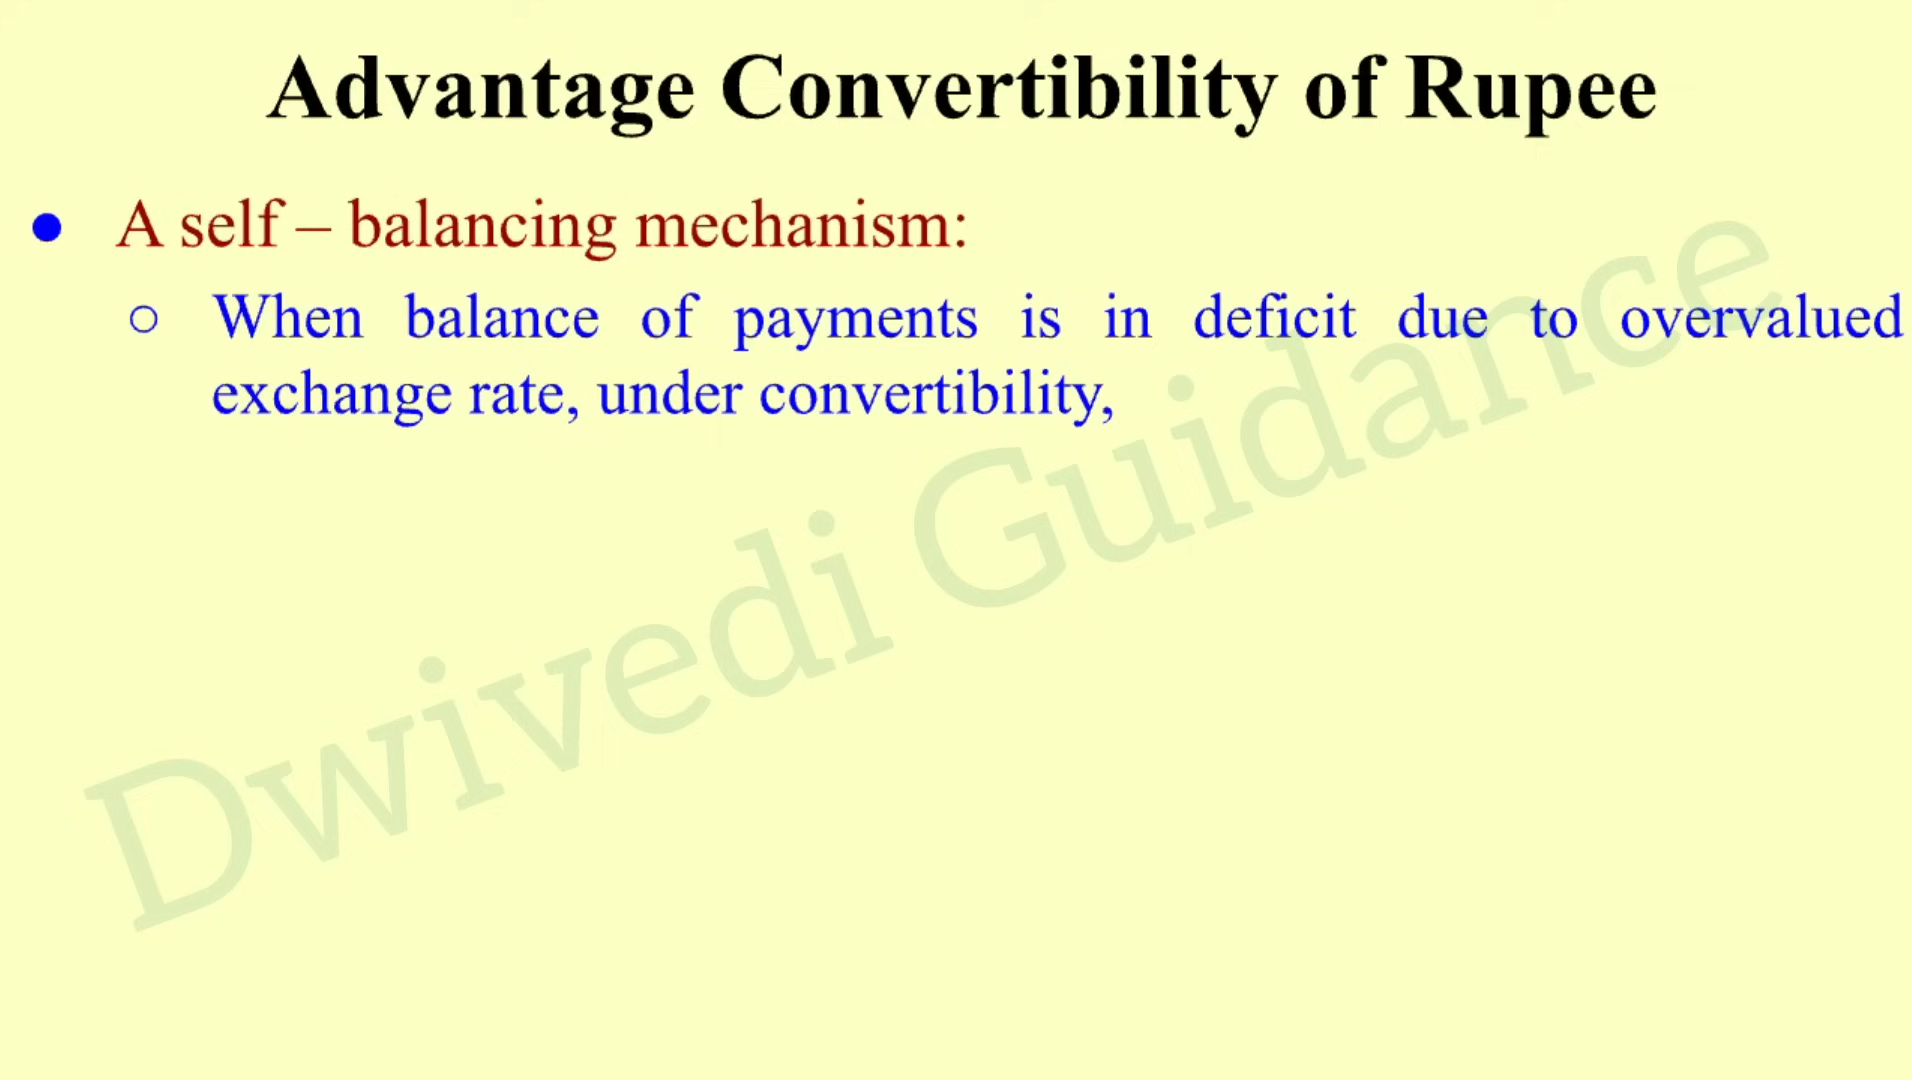 Advantage Convertibility of Rupee
● A self – balancing mechanism:
○ When balance of payments is in deficit due to overvalued
exchange rate, under convertibility,
Dwivedi Guidance